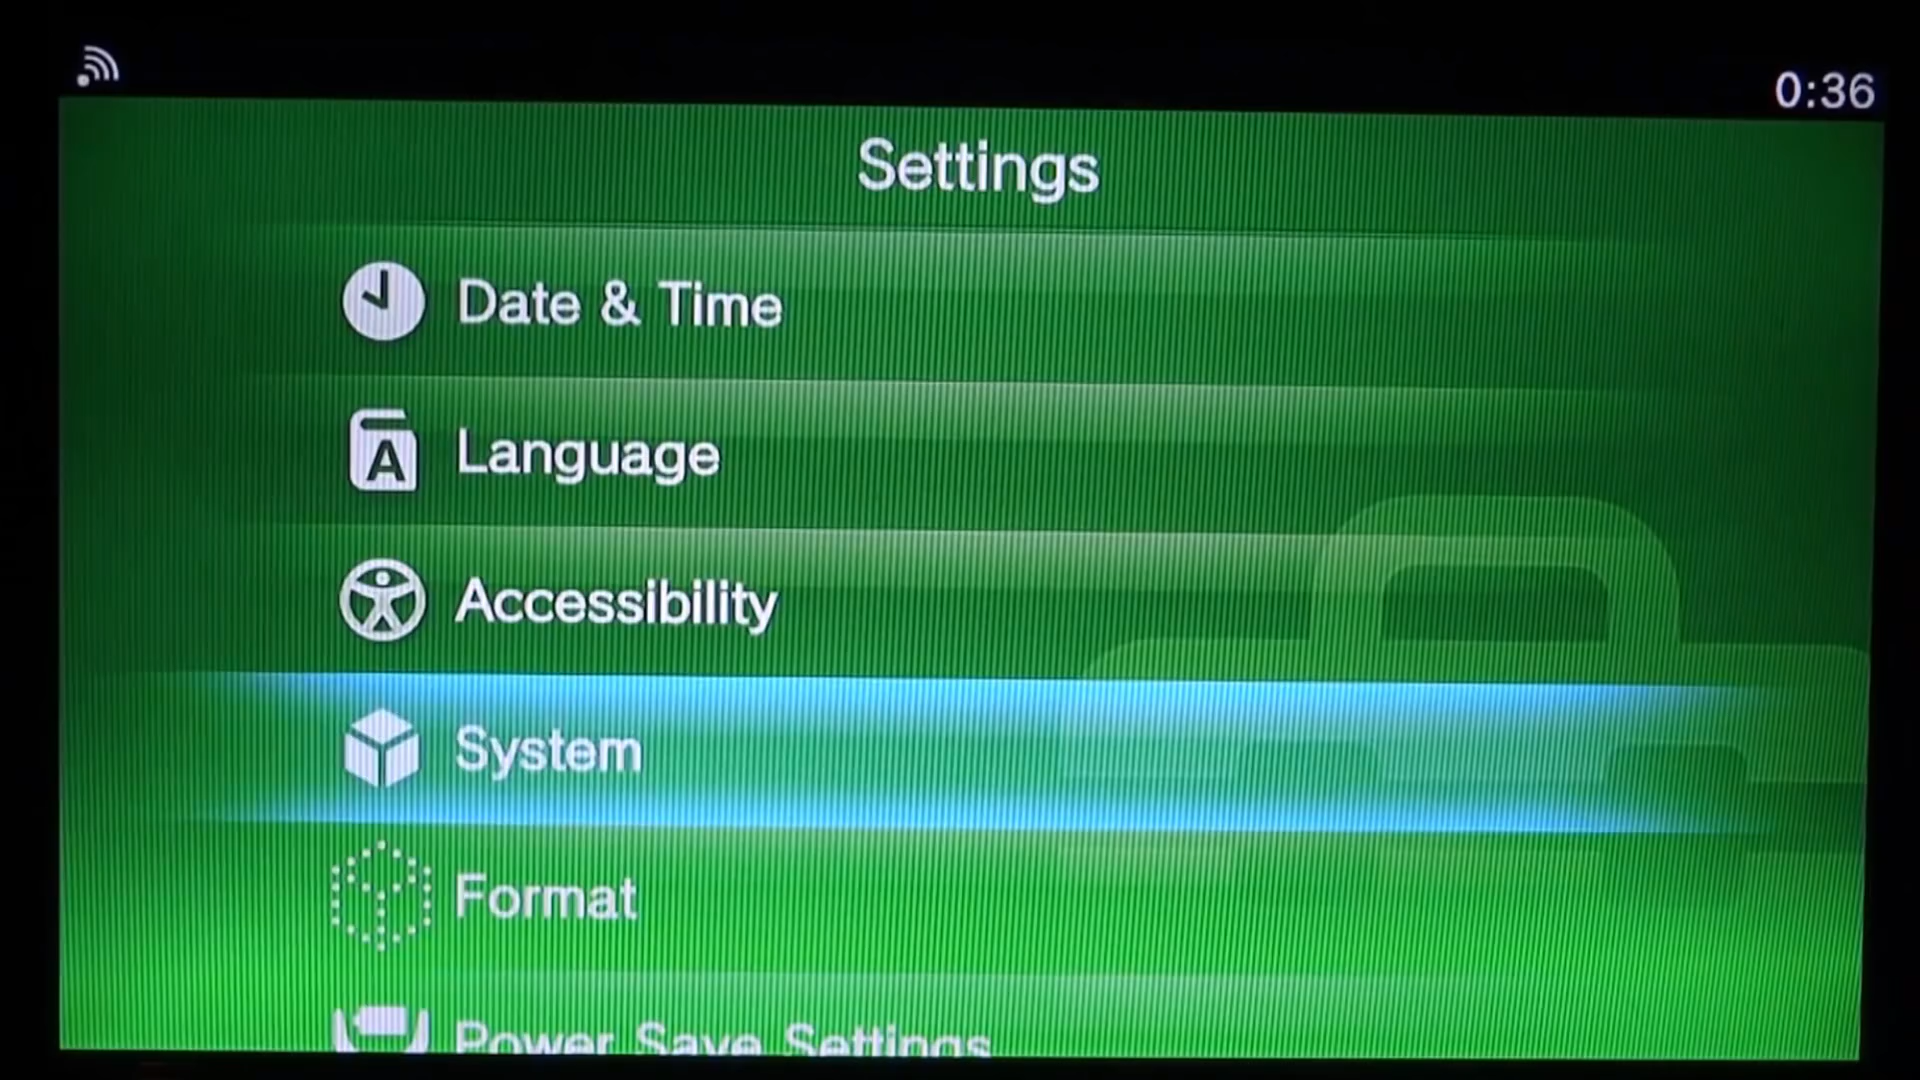 0:36
Settings
Date & Time
Language
A
Accessibility
System
Format
Power Save Settings